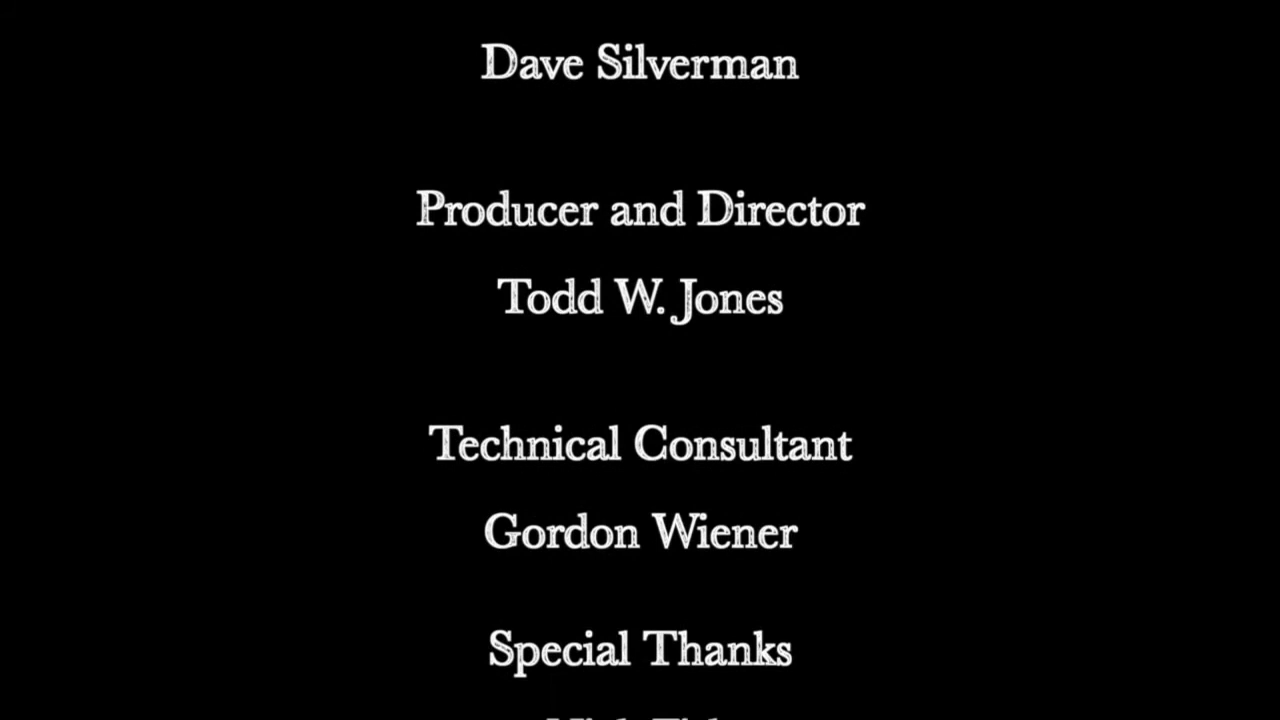 Dave Silverman
Producer and Director
Todd W. Jones
Technical Consultant
Gordon Wiener
Special Thanks